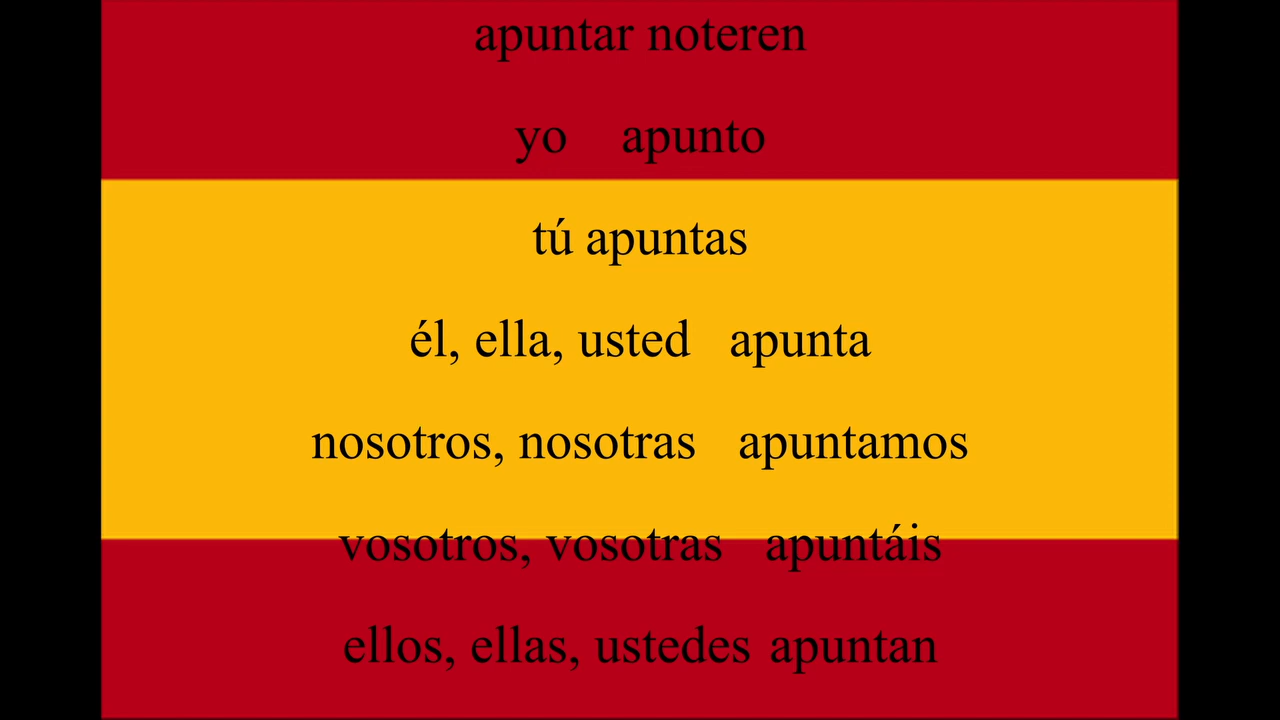 apuntar noteren
yo apunto
tú apuntas
él, ella, usted apunta
nosotros, nosotras apuntamos
vosotros, vosotras apuntáis
ellos, ellas, ustedes apuntan